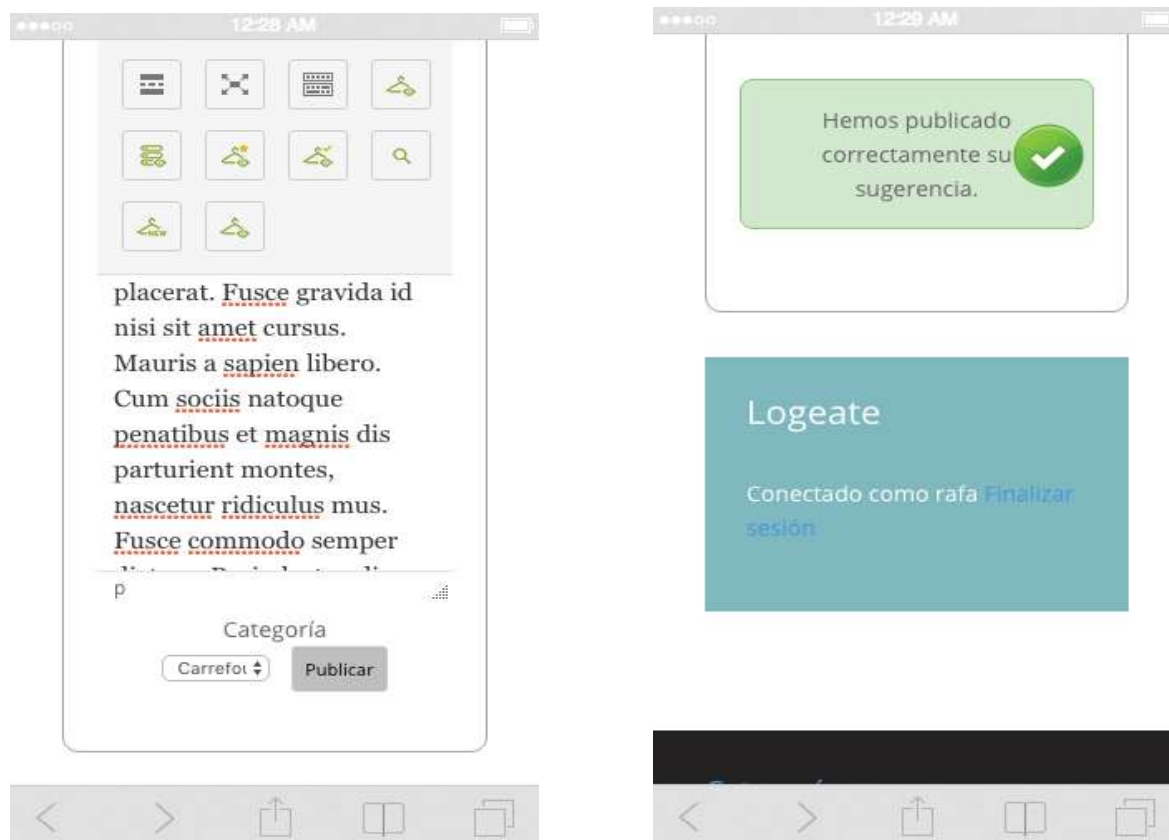 12:28 AM
NEW
placerat. Fusce gravida id
nisi sit amet cursus.
Mauris a sapien libero.
Cum sociis natoque
penatibus et magnis dis
parturient montes,
nascetur ridiculus mus.
Fusce commodo semper
p
Categoría
Carrefou
Publicar
12:29 AM
Hemos publicado
correctamente su
sugerencia.
Logeate
Conectado como rafa Finalizar
sesión